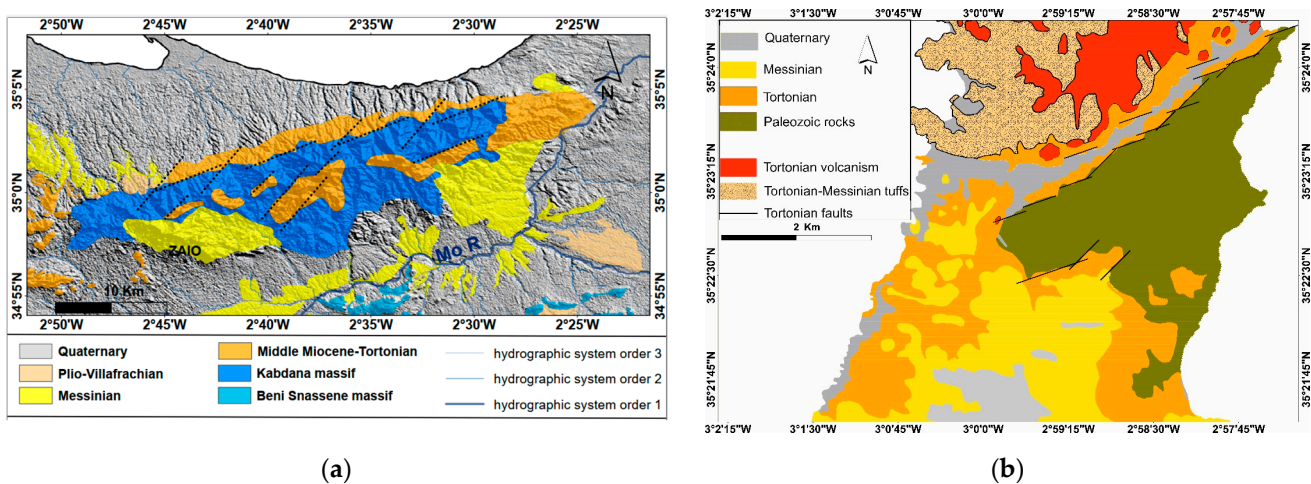 2°50'W 2°45'W 2°40'W 2°35'W 2°30'W 2°25'W
35°5'N
35°0'N
34°55'N
35°5'N
35°0'N
34°55'N
N
Mo R
ZAIO
10 Km
2°50'W 2°45'W 2°40'W 2°35'W 2°30'W 2°25'W
Quaternary
Plio-Villafrachian
Messinian
Middle Miocene-Tortonian
Kabdana massif
Beni Snassene massif
hydrographic system order 3
hydrographic system order 2
hydrographic system order 1
(a)
3°2'15"W 3°1'30"W 3°0'45"W 3°0'0"W 2°59'15"W 2°58'30"W 2°57'45"W
Quaternary
Messinian
Tortonian
Paleozoic rocks
Tortonian volcanism
Tortonian-Messinian tuffs
Tortonian faults
2 Km
N
35°24'0"N
35°23'15"N
35°22'30"N
35°21'45"N
35°24'0"N
35°23'15"N
35°22'30"N
35°21'45"N
3°2'15"W 3°1'30"W 3°0'45"W 3°0'0"W 2°59'15"W 2°58'30"W 2°57'45"W
(b)